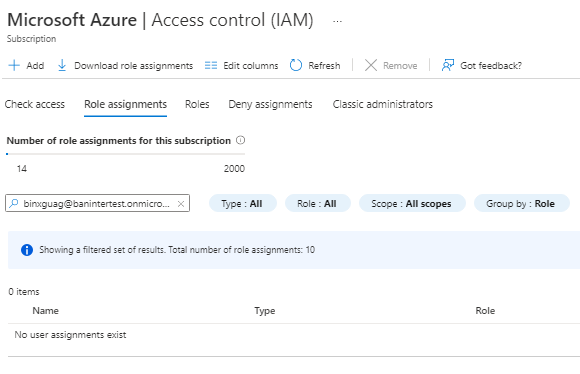 Microsoft Azure | Access control (IAM) ...
Subscription
Add Download role assignments Edit columns Refresh Remove Got feedback?
Check access Role assignments Roles Deny assignments Classic administrators
Number of role assignments for this subscription
14 2000
binxguag@banintertest.onmicro... Type : All Role : All Scope : All scopes Group by : Role
Showing a filtered set of results. Total number of role assignments: 10
0 items
Name Type Role
No user assignments exist